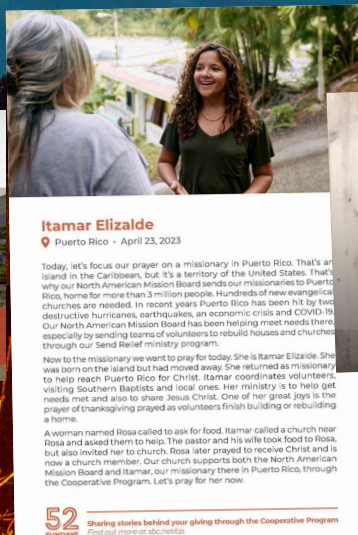 Itamar Elizalde
Puerto Rico • April 23, 2023
Today, let's focus our prayer on a missionary in Puerto Rico. That's an
island in the Caribbean, but it's a territory of the United States. That's
why our North American Mission Board sends our missionaries to Puerto
Rico, home for more than 3 million people. Hundreds of new evangelical
churches are needed. In recent years Puerto Rico has been hit by two
destructive hurricanes, earthquakes, an economic crisis and COVID-19.
Our North American Mission Board has been helping meet needs there,
especially by sending teams of volunteers to rebuild houses and churches
through our Send Relief ministry program.
Now to the missionary we want to pray for today. She is Itamar Elizalde. She
was born on the island but had moved away. She returned as missionary
to help reach Puerto Rico for Christ. Itamar coordinates volunteers,
visiting Southern Baptists and local ones. Her ministry is to help get
needs met and also to share Jesus Christ. One of her great joys is the
prayer of thanksgiving prayed as volunteers finish building or rebuilding
a home.
A woman named Rosa called to ask for food. Itamar called a church near
Rosa and asked them to help. The pastor and his wife took food to Rosa,
but also invited her to church. Rosa later prayed to receive Christ and is
now a church member. Our church supports both the North American
Mission Board and Itamar, our missionary there in Puerto Rico, through
the Cooperative Program. Let's pray for her now.
52
SUNDAYS
Sharing stories behind your giving through the Cooperative Program
Find out more at sbc.net/cp.